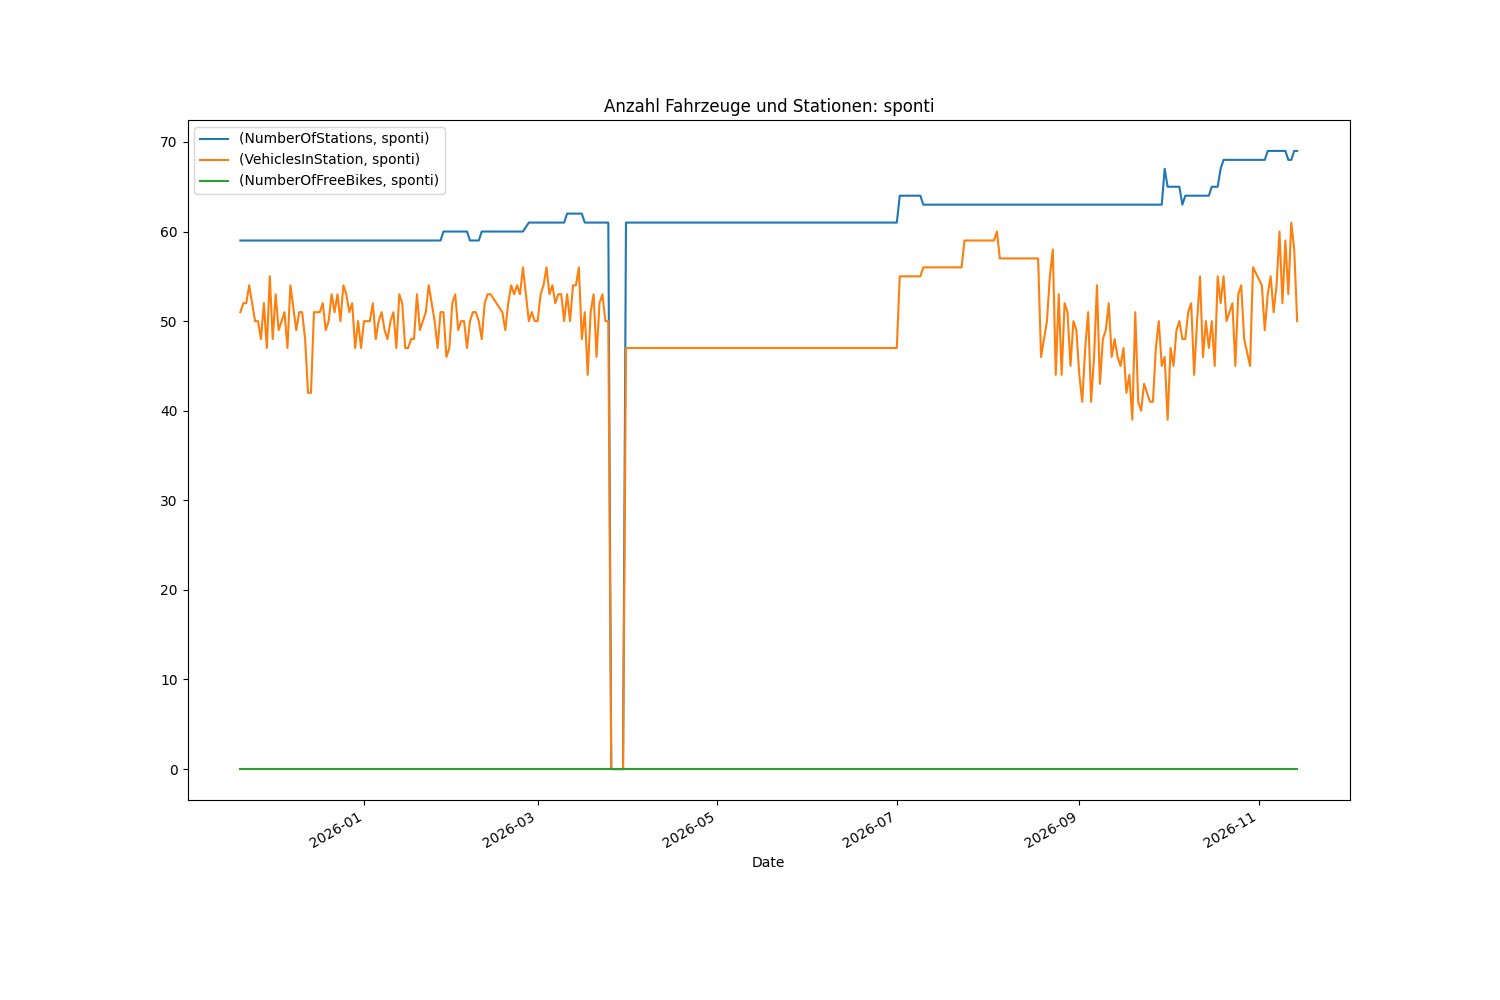 Anzahl Fahrzeuge und Stationen: sponti
(NumberOfStations, sponti)
(VehiclesInStation, sponti)
(NumberOfFreeBikes, sponti)
70
60
50
40
30
20
10
0
2026-01
2026-03
2026-05
2026-07
2026-09
2026-11
Date